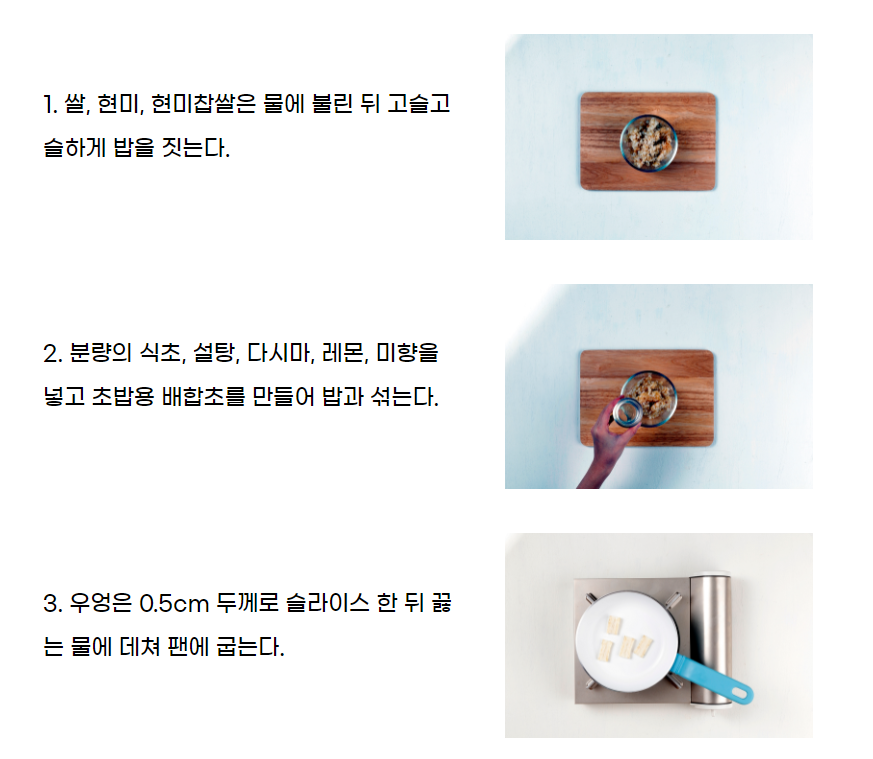 1. 쌀, 현미, 현미찹쌀은 물에 불린 뒤 고슬고
슬하게 밥을 짓는다.
2. 분량의 식초, 설탕, 다시마, 레몬, 미향을
넣고 초밥용 배합초를 만들어 밥과 섞는다.
3. 우엉은 0.5cm 두께로 슬라이스 한 뒤 끓
는 물에 데쳐 팬에 굽는다.